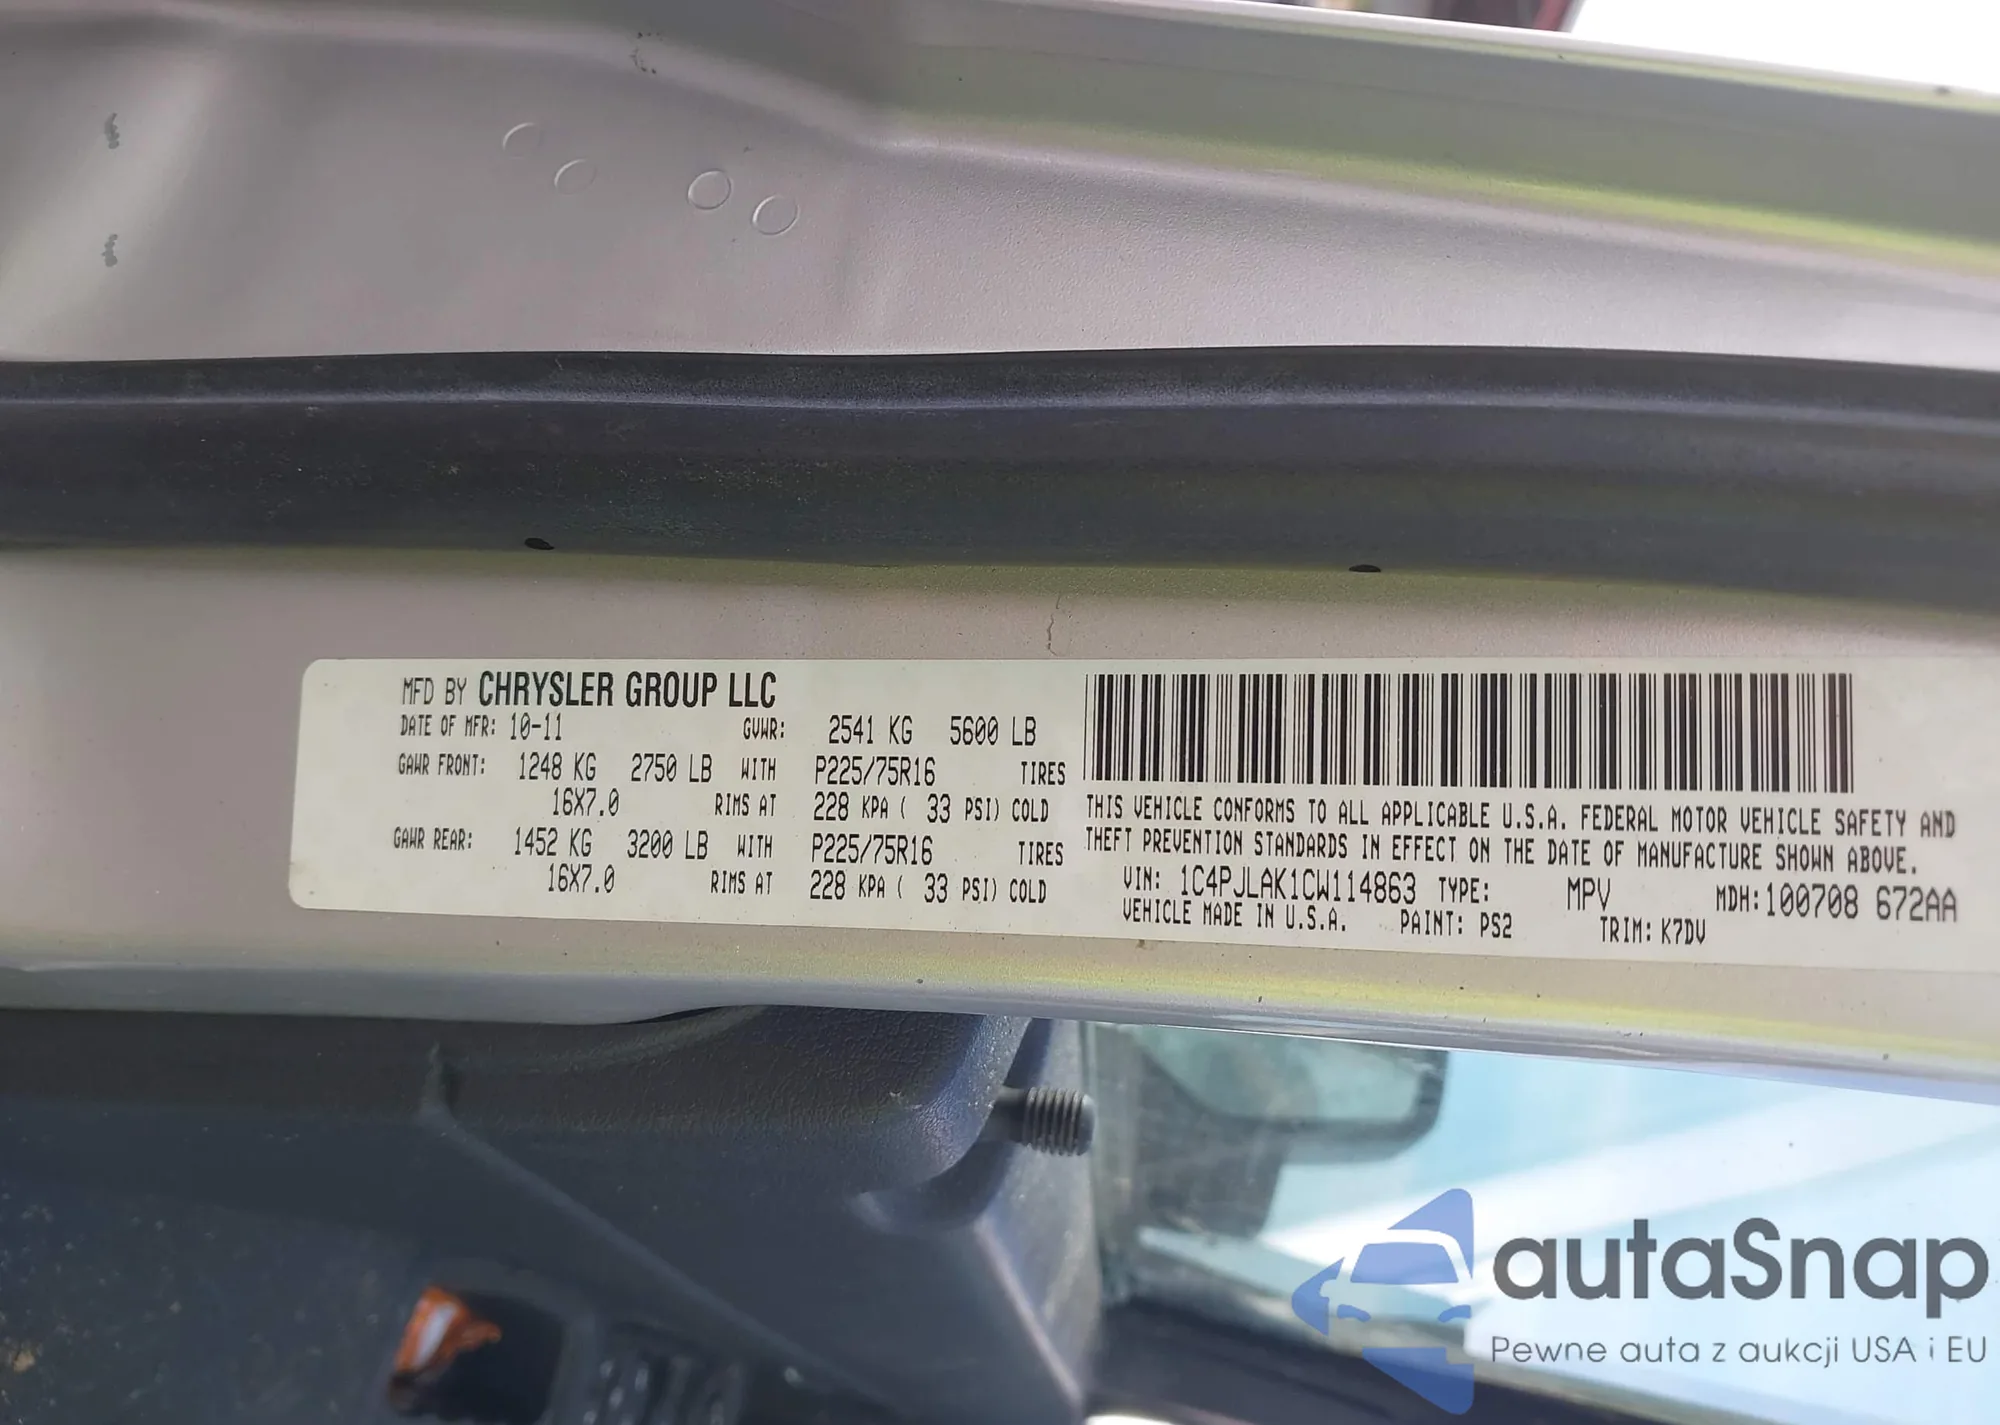 MFD BY CHRYSLER GROUP LLC
DATE OF MFR: 10-11 GVWR: 2541 KG 5600 LB
GAWR FRONT: 1248 KG 2750 LB WITH P225/75R16 TIRES
16X7.0 RIMS AT 228 KPA ( 33 PSI) COLD
GAWR REAR: 1452 KG 3200 LB WITH P225/75R16 TIRES
16X7.0 RIMS AT 228 KPA ( 33 PSI) COLD
THIS VEHICLE CONFORMS TO ALL APPLICABLE U.S.A. FEDERAL MOTOR VEHICLE SAFETY AND
THEFT PREVENTION STANDARDS IN EFFECT ON THE DATE OF MANUFACTURE SHOWN ABOVE.
VIN: 1C4PJLAK1CW114863 TYPE: MPV MDH:100708 672AA
VEHICLE MADE IN U.S.A. PAINT: PS2 TRIM: K7DV
autaSnap
Pewne auta z aukcji USA i EU